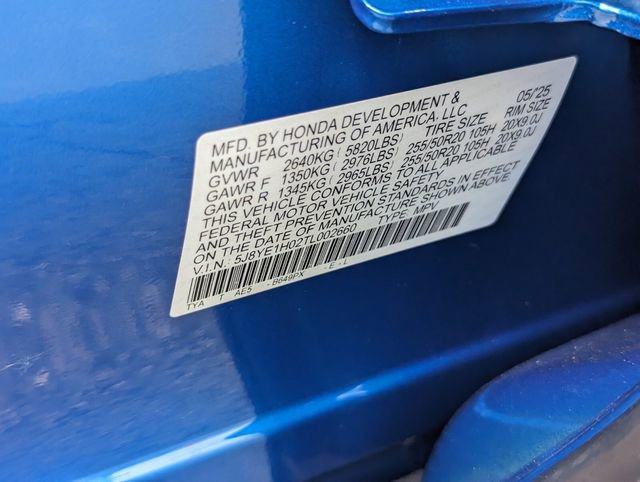 MFD. BY HONDA DEVELOPMENT & 05/'25
MANUFACTURING OF AMERICA, LLC
TIRE SIZE RIM SIZE
GVWR 2640KG (5820LBS)
GAWR F 1350KG (2976LBS) 255/50R20 105H 20X9.0J
GAWR R 1345KG (2965LBS) 255/50R20 105H 20X9.0J
THIS VEHICLE CONFORMS TO ALL APPLICABLE
FEDERAL MOTOR VEHICLE SAFETY
AND THEFT PREVENTION STANDARDS IN EFFECT
ON THE DATE OF MANUFACTURE SHOWN ABOVE.
V.I.N: 5J8YE1H02TL002660 TYPE: MPV
TYA T AE5 - B649PX - E - L